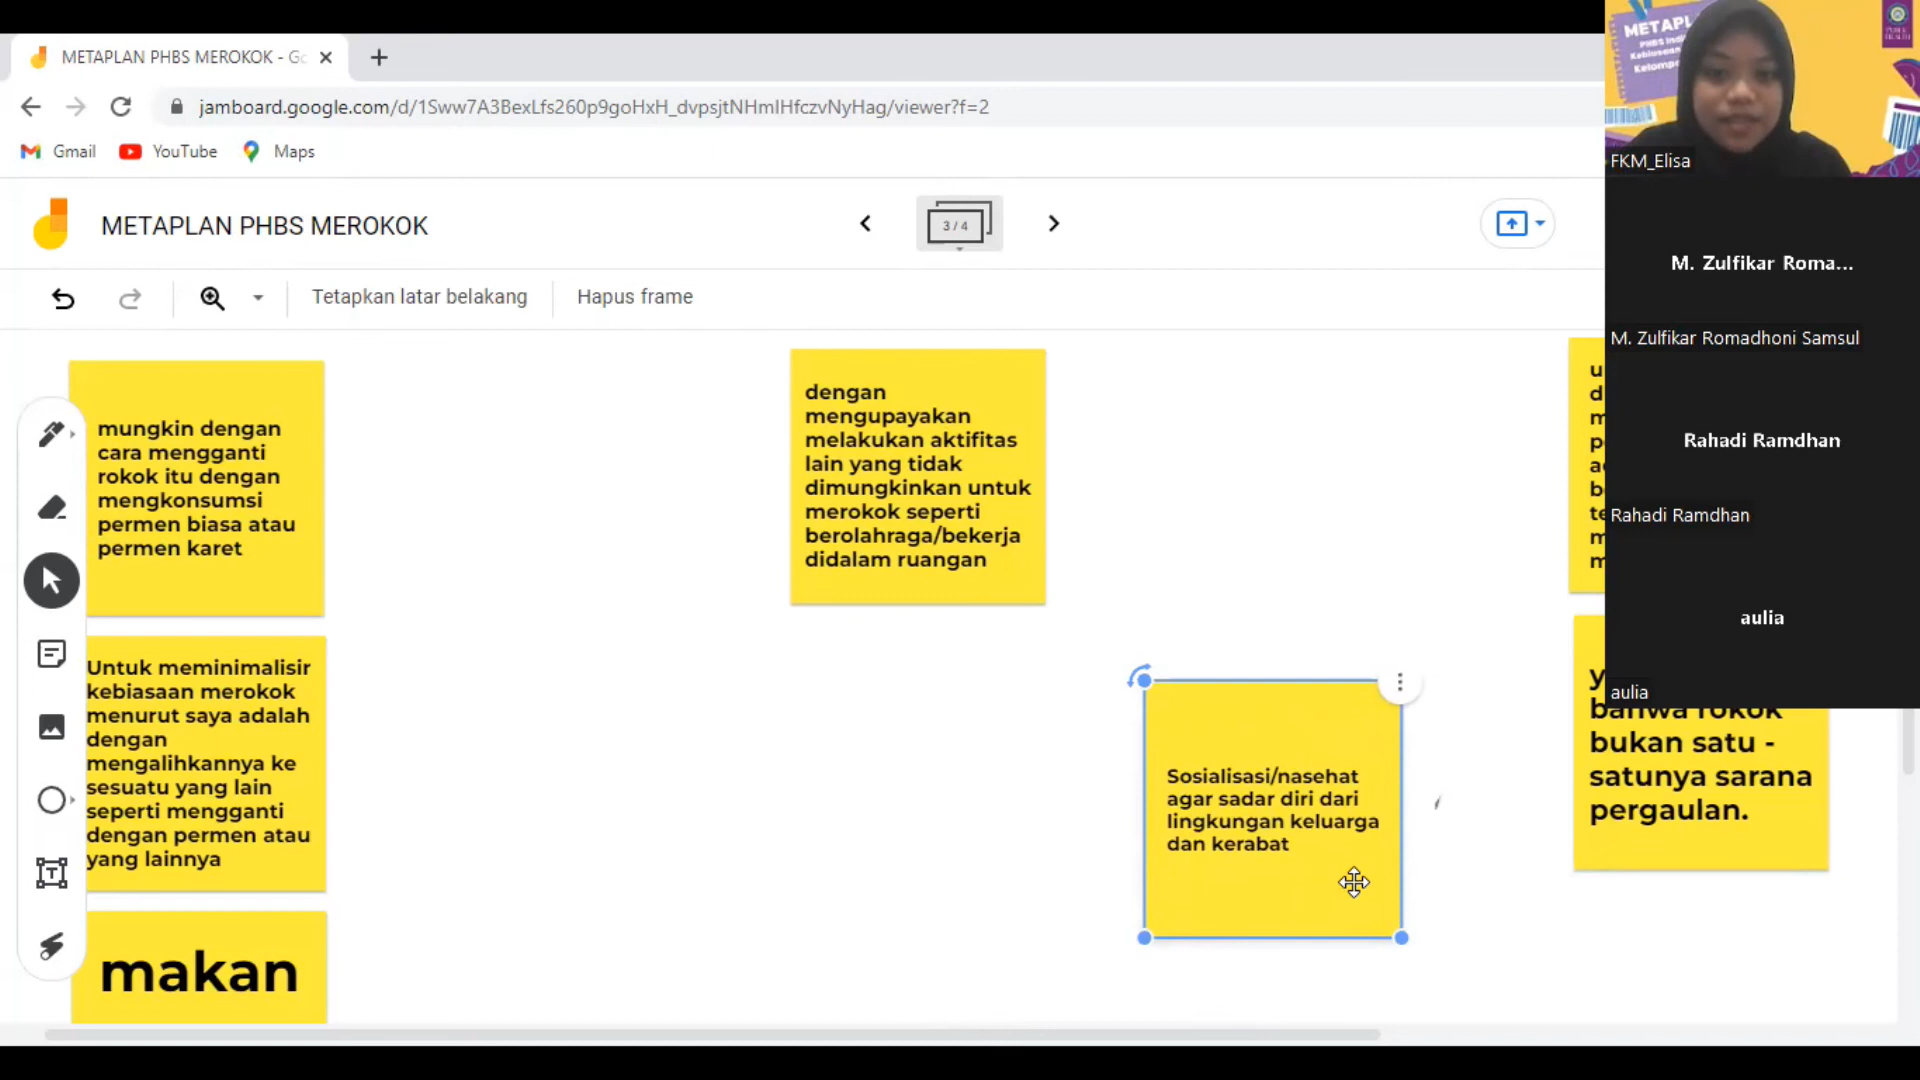 METAPLAN PHBS MEROKOK - Go
jamboard.google.com/d/1Sww7A3BexLfs260p9goHxH_dvpsjtNHmIHfczvNyHag/viewer?f=2
Gmail
YouTube
Maps
METAPLAN PHBS MEROKOK
3 / 4
Tetapkan latar belakang
Hapus frame
mungkin dengan
cara mengganti
rokok itu dengan
mengkonsumsi
permen biasa atau
permen karet
Untuk meminimalisir
kebiasaan merokok
menurut saya adalah
dengan
mengalihkannya ke
sesuatu yang lain
seperti mengganti
dengan permen atau
yang lainnya
makan
dengan
mengupayakan
melakukan aktifitas
lain yang tidak
dimungkinkan untuk
merokok seperti
berolahraga/bekerja
didalam ruangan
Sosialisasi/nasehat
agar sadar diri dari
lingkungan keluarga
dan kerabat
bahwa rokok
bukan satu -
satunya sarana
pergaulan.
FKM_Elisa
M. Zulfikar Roma...
M. Zulfikar Romadhoni Samsul
Rahadi Ramdhan
Rahadi Ramdhan
aulia
aulia